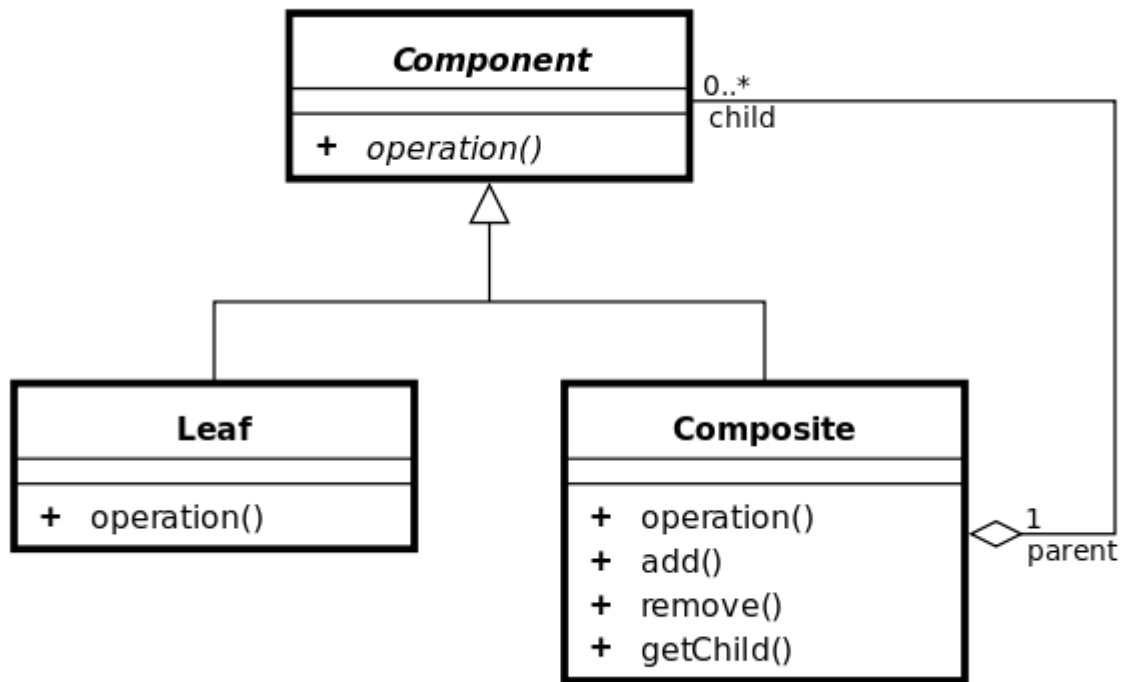 Component
+ operation()
0..*
child
Leaf
+ operation()
Composite
+ operation()
+ add()
+ remove()
+ getChild()
1
parent